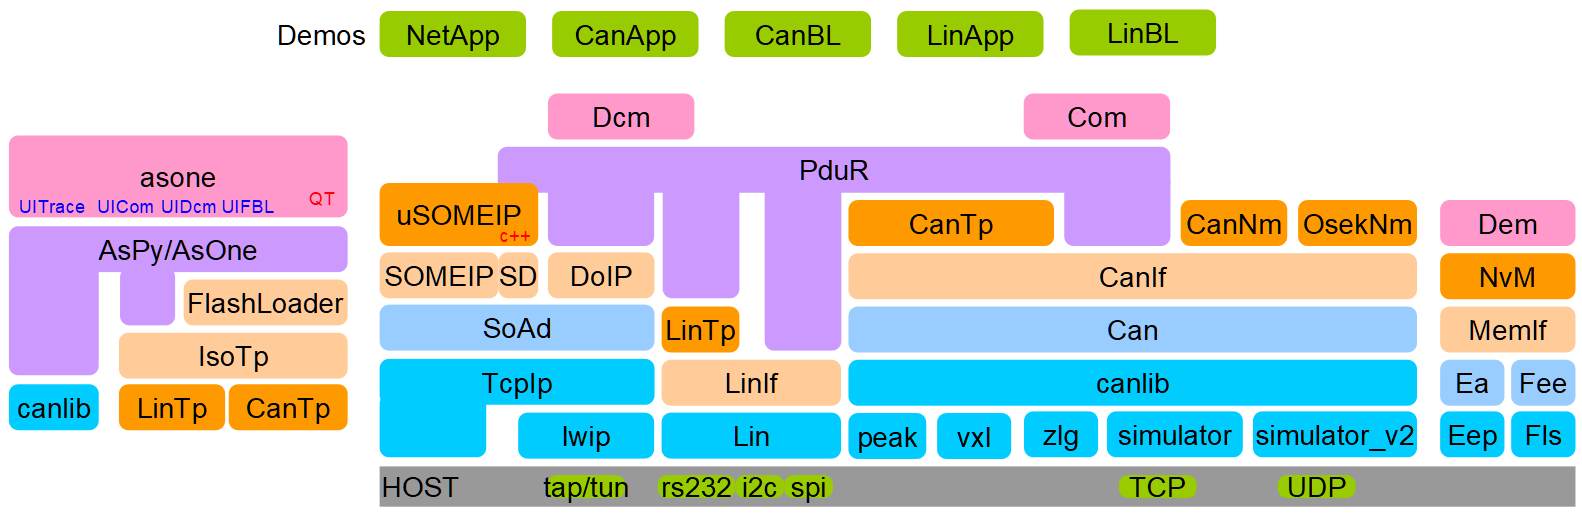 Demos NetApp CanApp CanBL LinApp LinBL
Dcm Com
PduR
asone
UITrace UICom UIDcm UIFBL QT
uSOMEIP
c++
CanTp CanNm OsekNm Dem
AsPy/AsOne
SOMEIP SD DoIP CanIf NvM
FlashLoader
SoAd LinTp Can MemIf
IsoTp
TcpIp LinIf canlib Ea Fee
canlib LinTp CanTp
lwip Lin peak vxl zlg simulator simulator_v2 Eep Fls
HOST tap/tun rs232 i2c spi TCP UDP